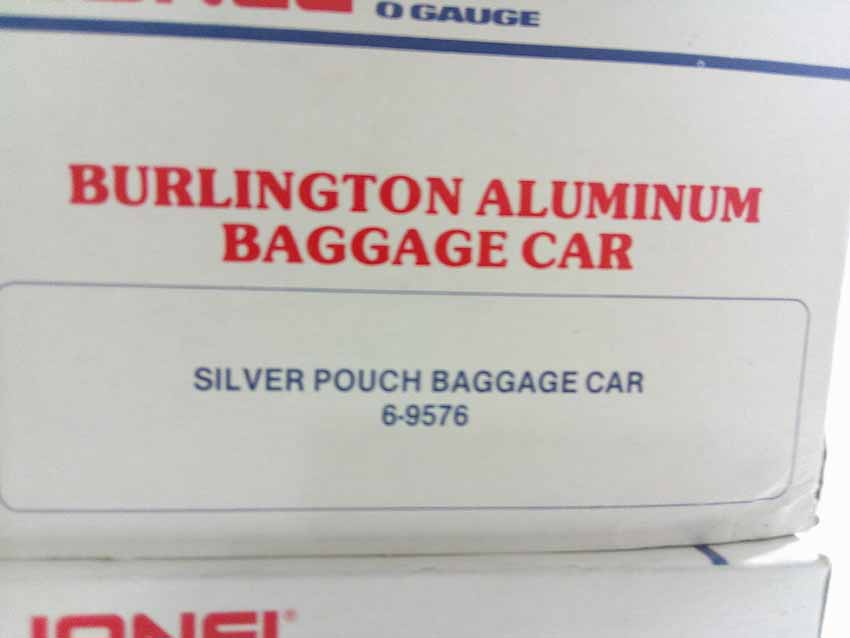 O GAUGE
BURLINGTON ALUMINUM
BAGGAGE CAR
SILVER POUCH BAGGAGE CAR
6-9576